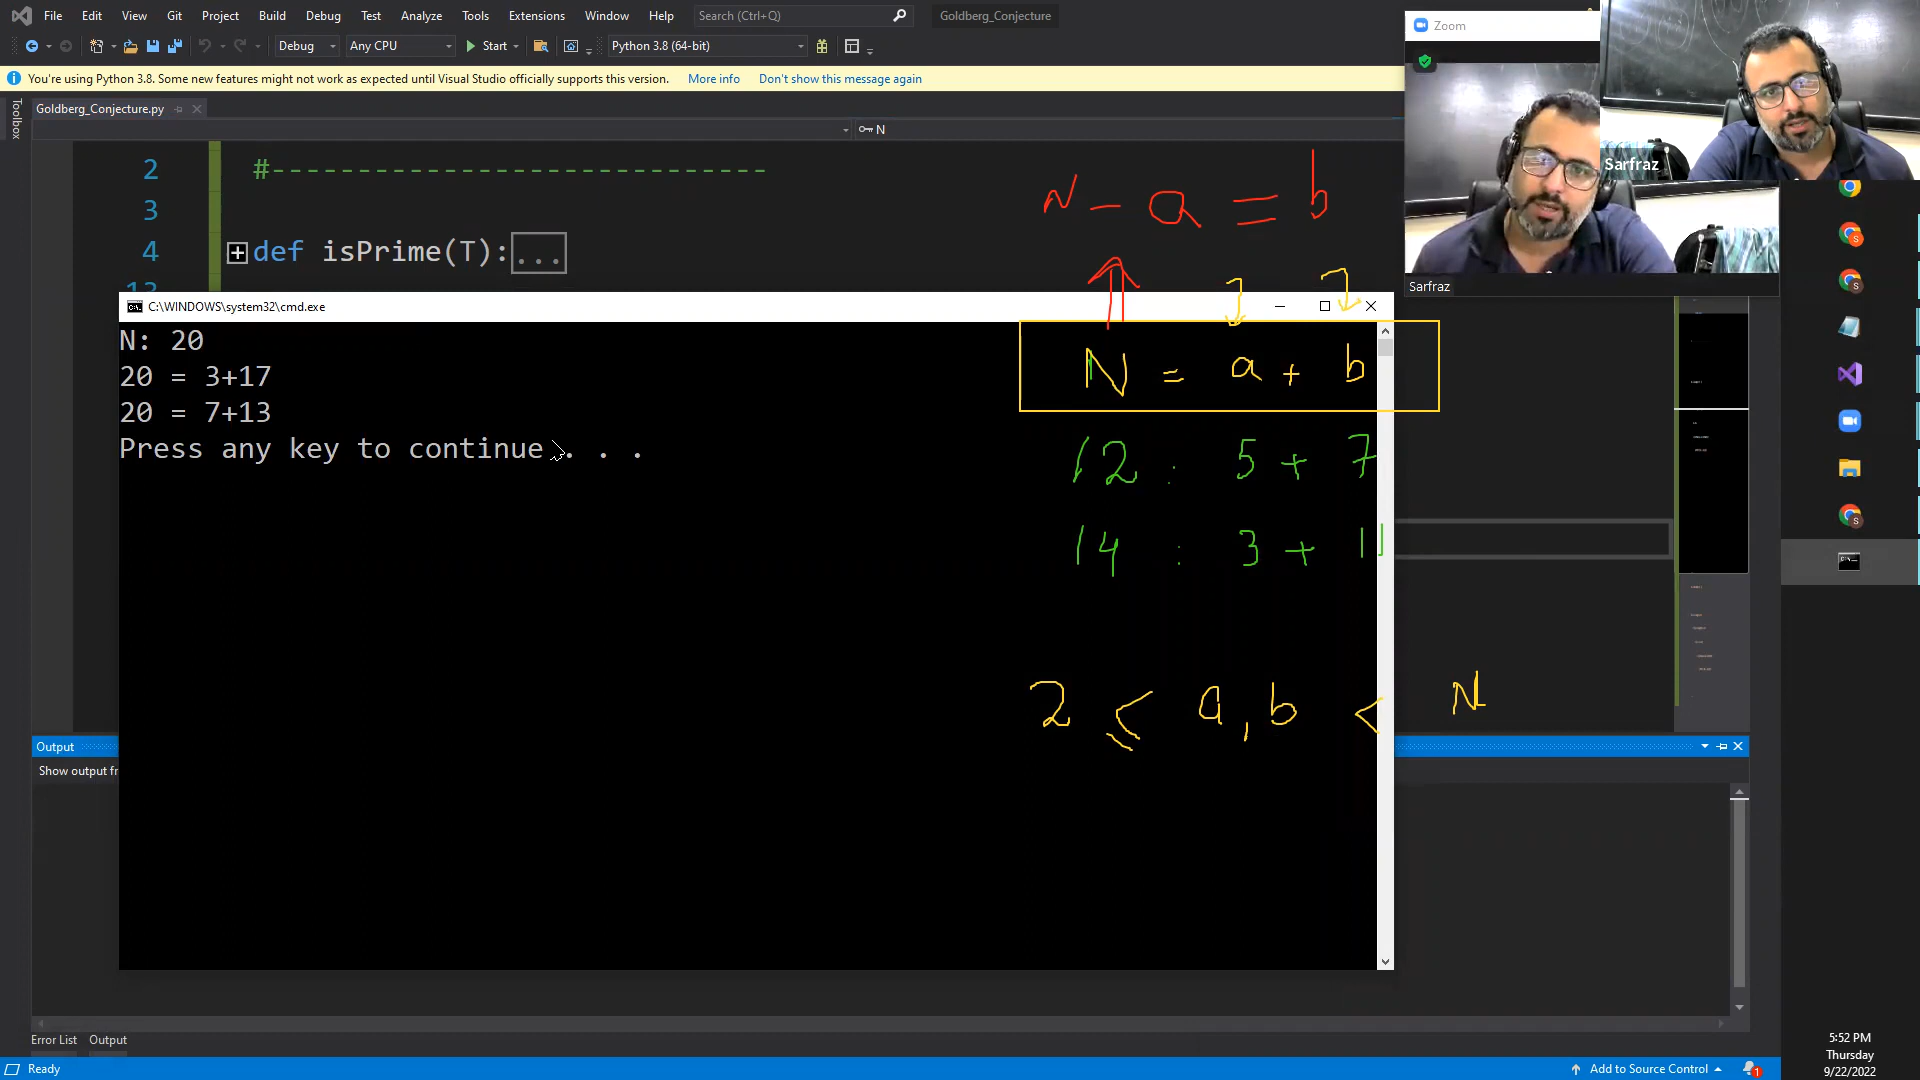 File Edit View Git Project Build Debug Test Analyze Tools Extensions Window Help Search (Ctrl+Q) Goldberg_Conjecture
Debug Any CPU Start Python 3.8 (64-bit)
You're using Python 3.8. Some new features might not work as expected until Visual Studio officially supports this version. More info Don't show this message again
Zoom
Sarfraz
Sarfraz
Toolbox
Goldberg_Conjecture.py
N
2 #-----------------------------
3
4 def isPrime(T):...
N - a = b
C:\WINDOWS\system32\cmd.exe
N: 20
20 = 3+17
20 = 7+13
Press any key to continue . . .
N = a + b
12 : 5 + 7
14 : 3 + 11
2 ≤ a, b < N
Output
Show output fr
Error List Output
Ready
Add to Source Control
1
5:52 PM
Thursday
9/22/2022